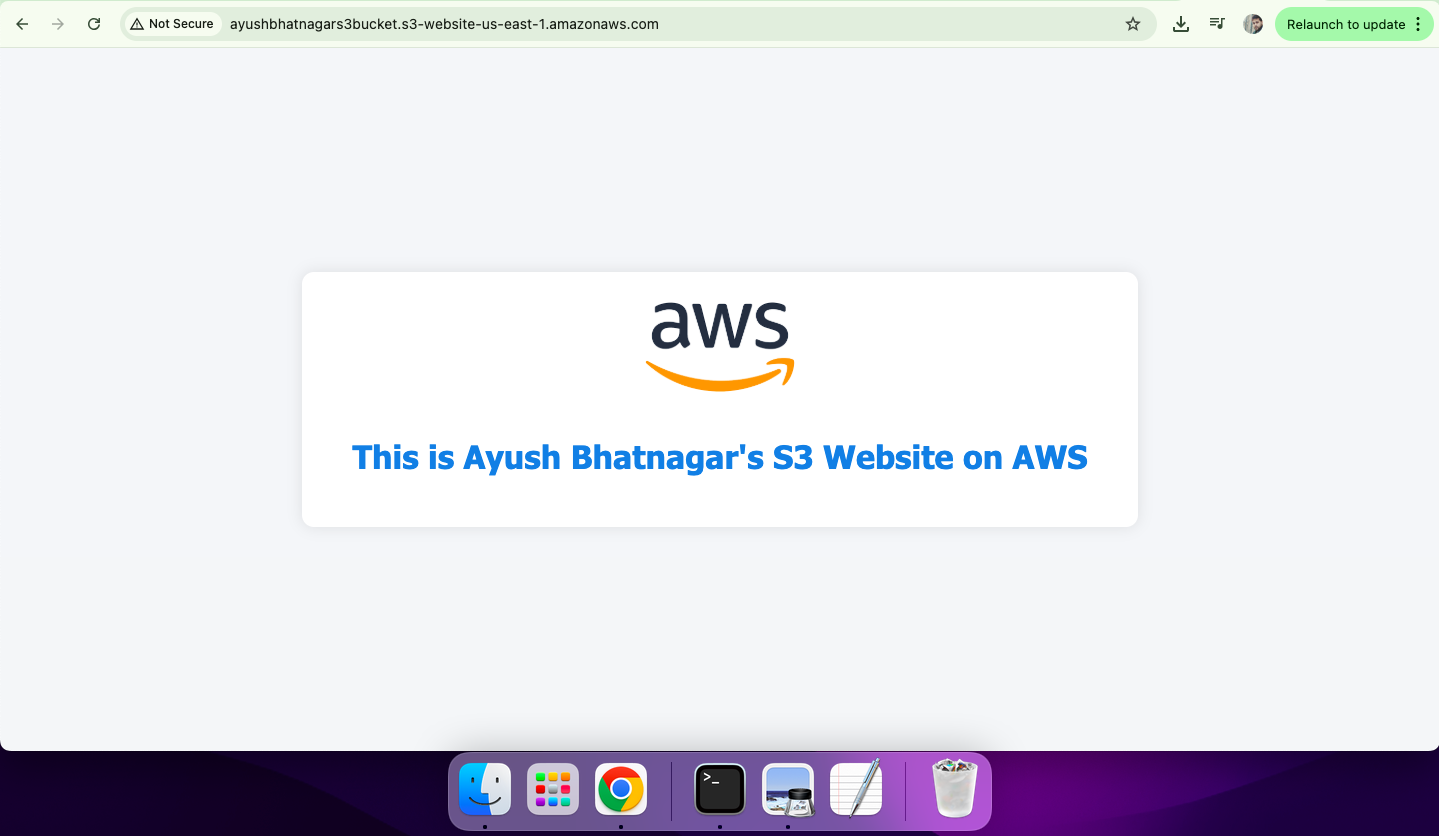 Not Secure
ayushbhatnagars3bucket.s3-website-us-east-1.amazonaws.com
Relaunch to update
aws
This is Ayush Bhatnagar's S3 Website on AWS
>_